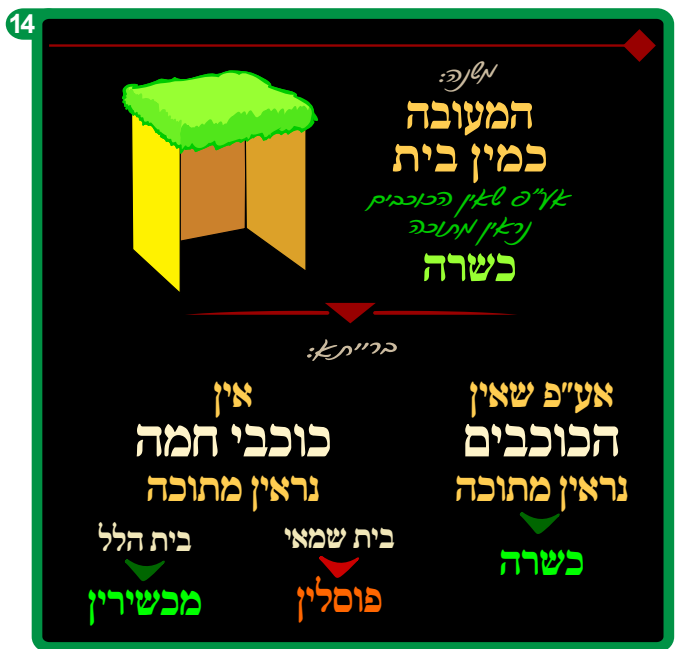 14
משנה:
המעובה
כמין בית
אע"פ שאין הכוכבים
נראין מתוכה
כשרה
ברייתא:
אע"פ שאין
הכוכבים
נראין מתוכה
כשרה
אין
כוכבי חמה
נראין מתוכה
בית שמאי
פוסלין
בית הלל
מכשירין